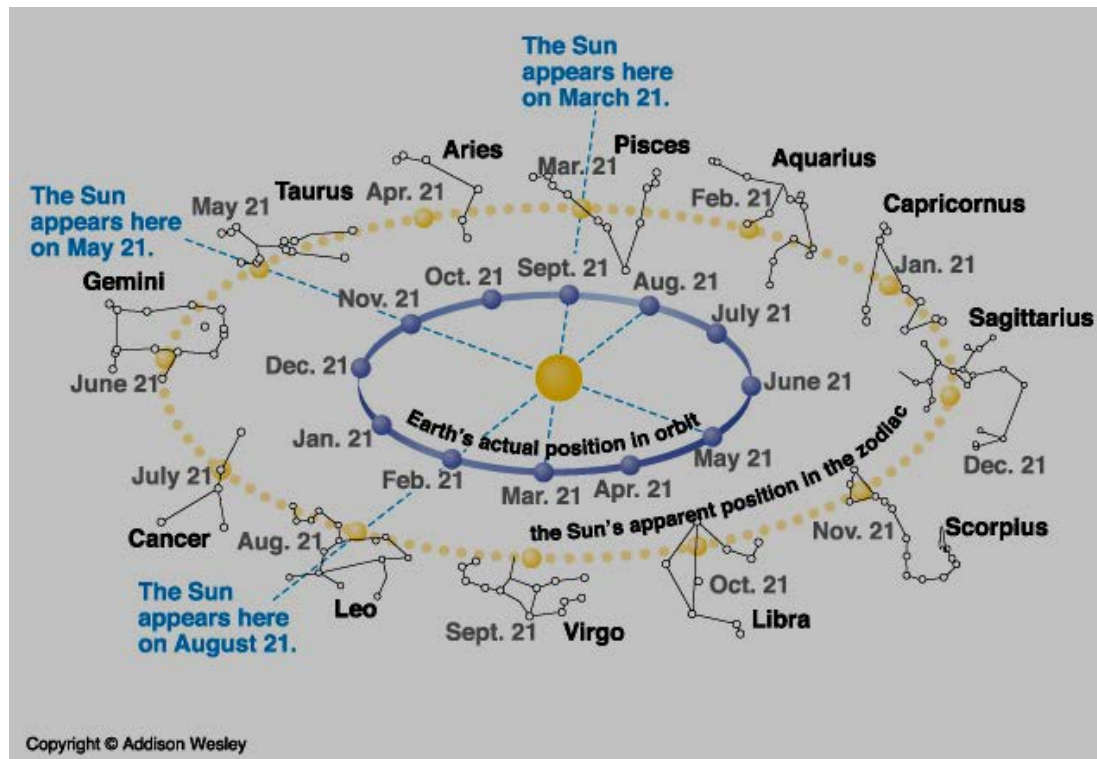 The Sun
appears here
on March 21.
Aries
Pisces
Mar. 21
Aquarius
Taurus
Apr. 21
The Sun
appears here
on May 21.
May 21
Feb. 21
Capricornus
Jan. 21
Gemini
Oct. 21
Sept. 21
Aug. 21
Nov. 21
July 21
Sagittarius
Dec. 21
June 21
June 21
Earth's actual position in orbit
Jan. 21
May 21
Feb. 21
Mar. 21
Apr. 21
the Sun's apparent position in the zodiac
Dec. 21
July 21
Cancer
Aug. 21
Nov. 21
Scorpius
The Sun
appears here
on August 21.
Leo
Sept. 21
Virgo
Oct. 21
Libra
Copyright © Addison Wesley